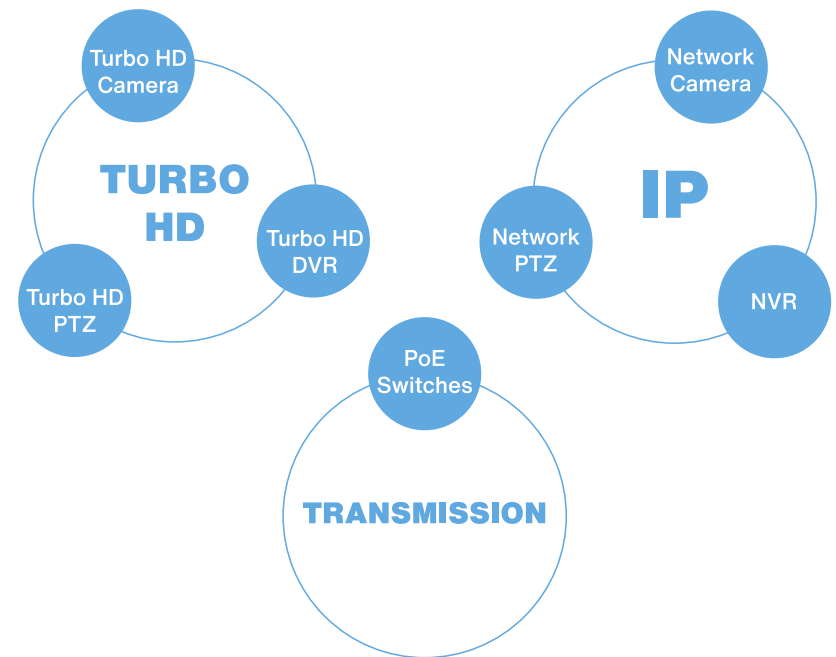 Turbo HD
Camera
TURBO
HD
Turbo HD
DVR
Turbo HD
PTZ
Network
Camera
IP
Network
PTZ
NVR
PoE
Switches
TRANSMISSION